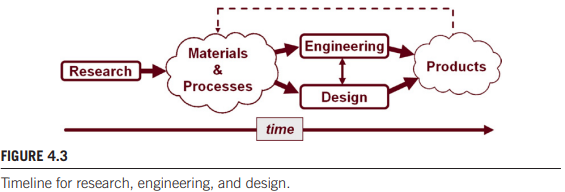 Research
Materials
&
Processes
Engineering
Design
Products
time
FIGURE 4.3
Timeline for research, engineering, and design.